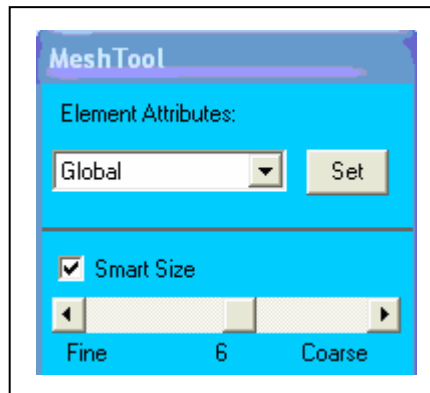 MeshTool
Element Attributes:
Global Set
Smart Size
Fine 6 Coarse